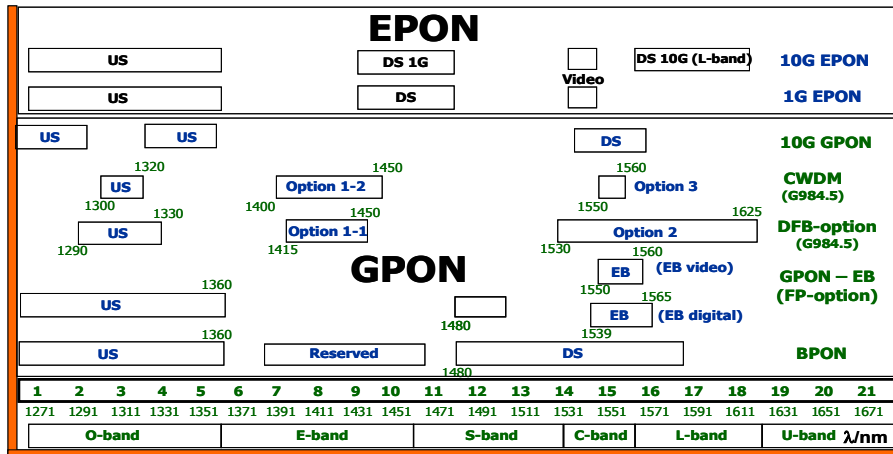 EPON
US DS 1G DS 10G (L-band) 10G EPON
Video
US DS 1G EPON
US US DS 10G GPON
1320 1450 1560
US Option 1-2 Option 3 CWDM
(G984.5)
1300 1400 1550
1330 1450 1625
US Option 1-1 Option 2 DFB-option
(G984.5)
1290 1415 1530
GPON
1560
EB (EB video) GPON – EB
1550
1360 1565 (FP-option)
US EB (EB digital)
1480 1539
1360
US Reserved DS BPON
1480
1 2 3 4 5 6 7 8 9 10 11 12 13 14 15 16 17 18 19 20 21
1271 1291 1311 1331 1351 1371 1391 1411 1431 1451 1471 1491 1511 1531 1551 1571 1591 1611 1631 1651 1671
O-band E-band S-band C-band L-band U-band λ/nm